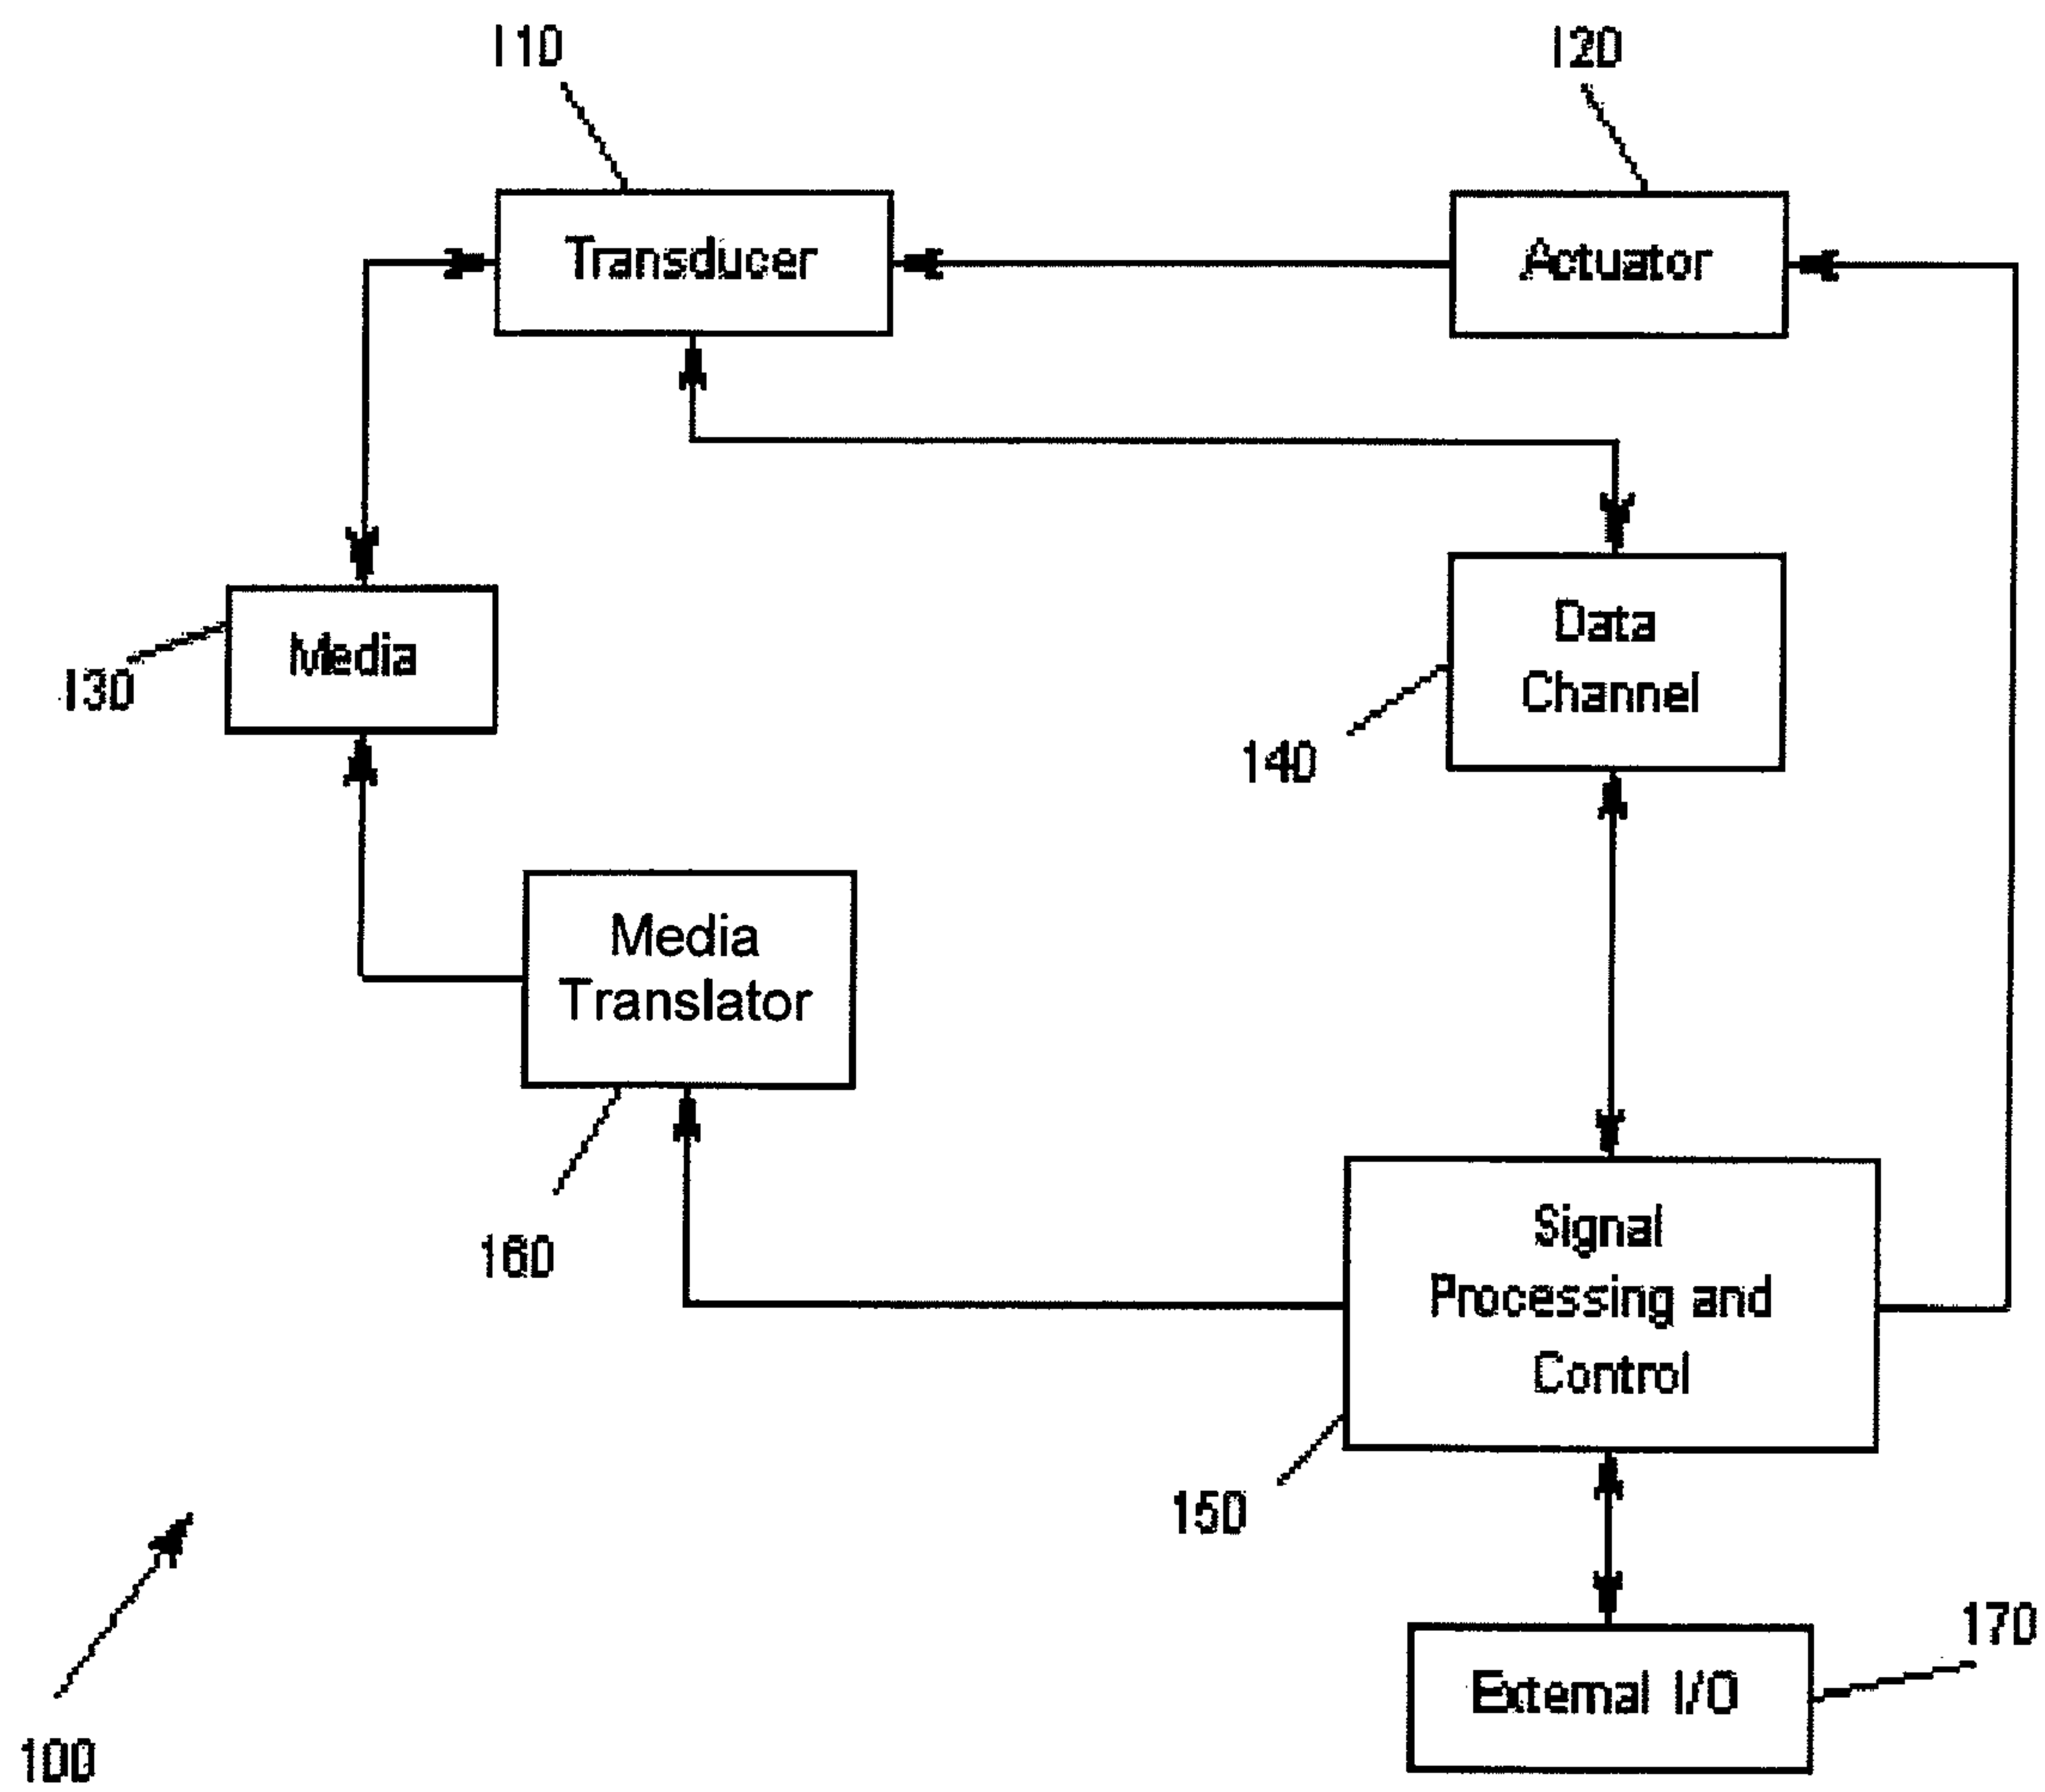 110
120
Transducer
Actuator
Media
130
Data
Channel
140
Media
Translator
160
Signal
Processing and
Control
150
170
External I/O
100